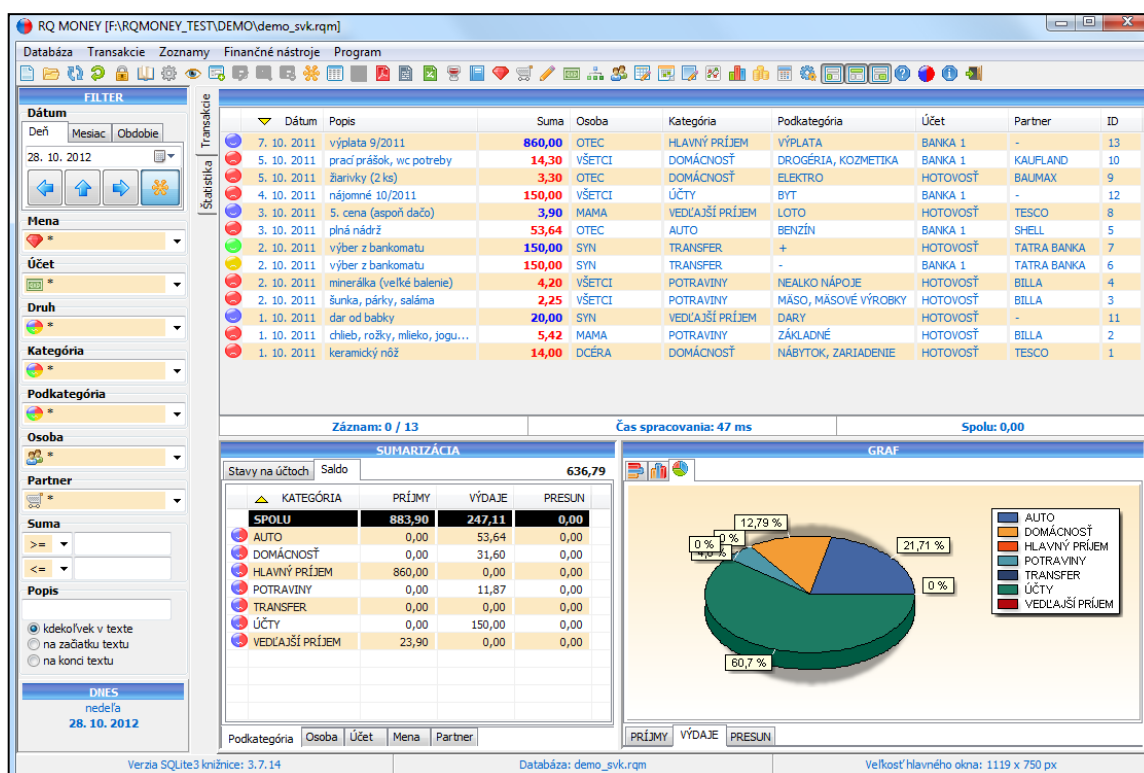 RQ MONEY [F:\RQMONEY_TEST\DEMO\demo_svk.rqm]
Databáza Transakcie Zoznamy Finančné nástroje Program
FILTER
Dátum
Deň Mesiac Obdobie
28. 10. 2012
Mena
*
Účet
*
Druh
*
Kategória
*
Podkategória
*
Osoba
*
Partner
*
Suma
>=
<=
Popis
kdekoľvek v texte
na začiatku textu
na konci textu
DNES
nedeľa
28. 10. 2012
Transakcie
Štatistika
Dátum Popis Suma Osoba Kategória Podkategória Účet Partner ID
7. 10. 2011 výplata 9/2011 860,00 OTEC HLAVNÝ PRÍJEM VÝPLATA BANKA 1 - 13
5. 10. 2011 prací prášok, wc potreby 14,30 VŠETCI DOMÁCNOSŤ DROGÉRIA, KOZMETIKA BANKA 1 KAUFLAND 10
5. 10. 2011 žiarivky (2 ks) 3,30 OTEC DOMÁCNOSŤ ELEKTRO HOTOVOSŤ BAUMAX 9
4. 10. 2011 nájomné 10/2011 150,00 VŠETCI ÚČTY BYT BANKA 1 - 12
3. 10. 2011 5. cena (aspoň dačo) 3,90 MAMA VEDĽAJŠÍ PRÍJEM LOTO HOTOVOSŤ TESCO 8
3. 10. 2011 plná nádrž 53,64 OTEC AUTO BENZÍN BANKA 1 SHELL 5
2. 10. 2011 výber z bankomatu 150,00 SYN TRANSFER + HOTOVOSŤ TATRA BANKA 7
2. 10. 2011 výber z bankomatu 150,00 SYN TRANSFER - BANKA 1 TATRA BANKA 6
2. 10. 2011 minerálka (veľké balenie) 4,20 VŠETCI POTRAVINY NEALKO NÁPOJE HOTOVOSŤ BILLA 4
2. 10. 2011 šunka, párky, saláma 2,25 VŠETCI POTRAVINY MÄSO, MÄSOVÉ VÝROBKY HOTOVOSŤ BILLA 3
1. 10. 2011 dar od babky 20,00 SYN VEDĽAJŠÍ PRÍJEM DARY HOTOVOSŤ - 11
1. 10. 2011 chlieb, rožky, mlieko, jogu... 5,42 MAMA POTRAVINY ZÁKLADNÉ HOTOVOSŤ BILLA 2
1. 10. 2011 keramický nôž 14,00 DCÉRA DOMÁCNOSŤ NÁBYTOK, ZARIADENIE HOTOVOSŤ TESCO 1
Záznam: 0 / 13 Čas spracovania: 47 ms Spolu: 0,00
SUMARIZÁCIA
Stavy na účtoch Saldo 636,79
KATEGÓRIA PRÍJMY VÝDAJE PRESUN
SPOLU 883,90 247,11 0,00
AUTO 0,00 53,64 0,00
DOMÁCNOSŤ 0,00 31,60 0,00
HLAVNÝ PRÍJEM 860,00 0,00 0,00
POTRAVINY 0,00 11,87 0,00
TRANSFER 0,00 0,00 0,00
ÚČTY 0,00 150,00 0,00
VEDĽAJŠÍ PRÍJEM 23,90 0,00 0,00
Podkategória Osoba Účet Mena Partner
GRAF
12,79 %
0 %
0 %
21,71 %
0 %
60,7 %
AUTO
DOMÁCNOSŤ
HLAVNÝ PRÍJEM
POTRAVINY
TRANSFER
ÚČTY
VEDĽAJŠÍ PRÍJEM
PRÍJMY VÝDAJE PRESUN
Verzia SQLite3 knižnice: 3.7.14 Databáza: demo_svk.rqm Veľkosť hlavného okna: 1119 x 750 px